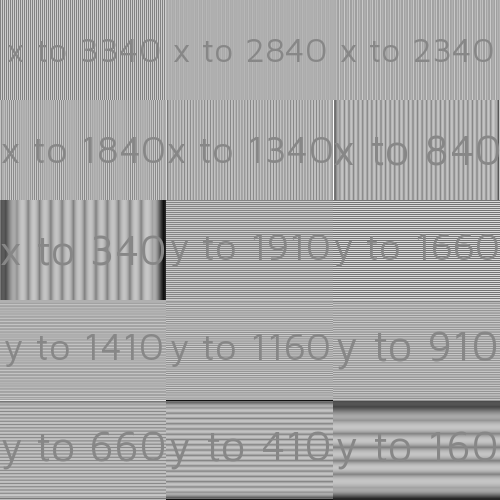 x to 3340 x to 2840 x to 2340
x to 1840 x to 1340 x to 840
x to 340 y to 1910 y to 1660
y to 1410 y to 1160 y to 910
y to 660 y to 410 y to 160